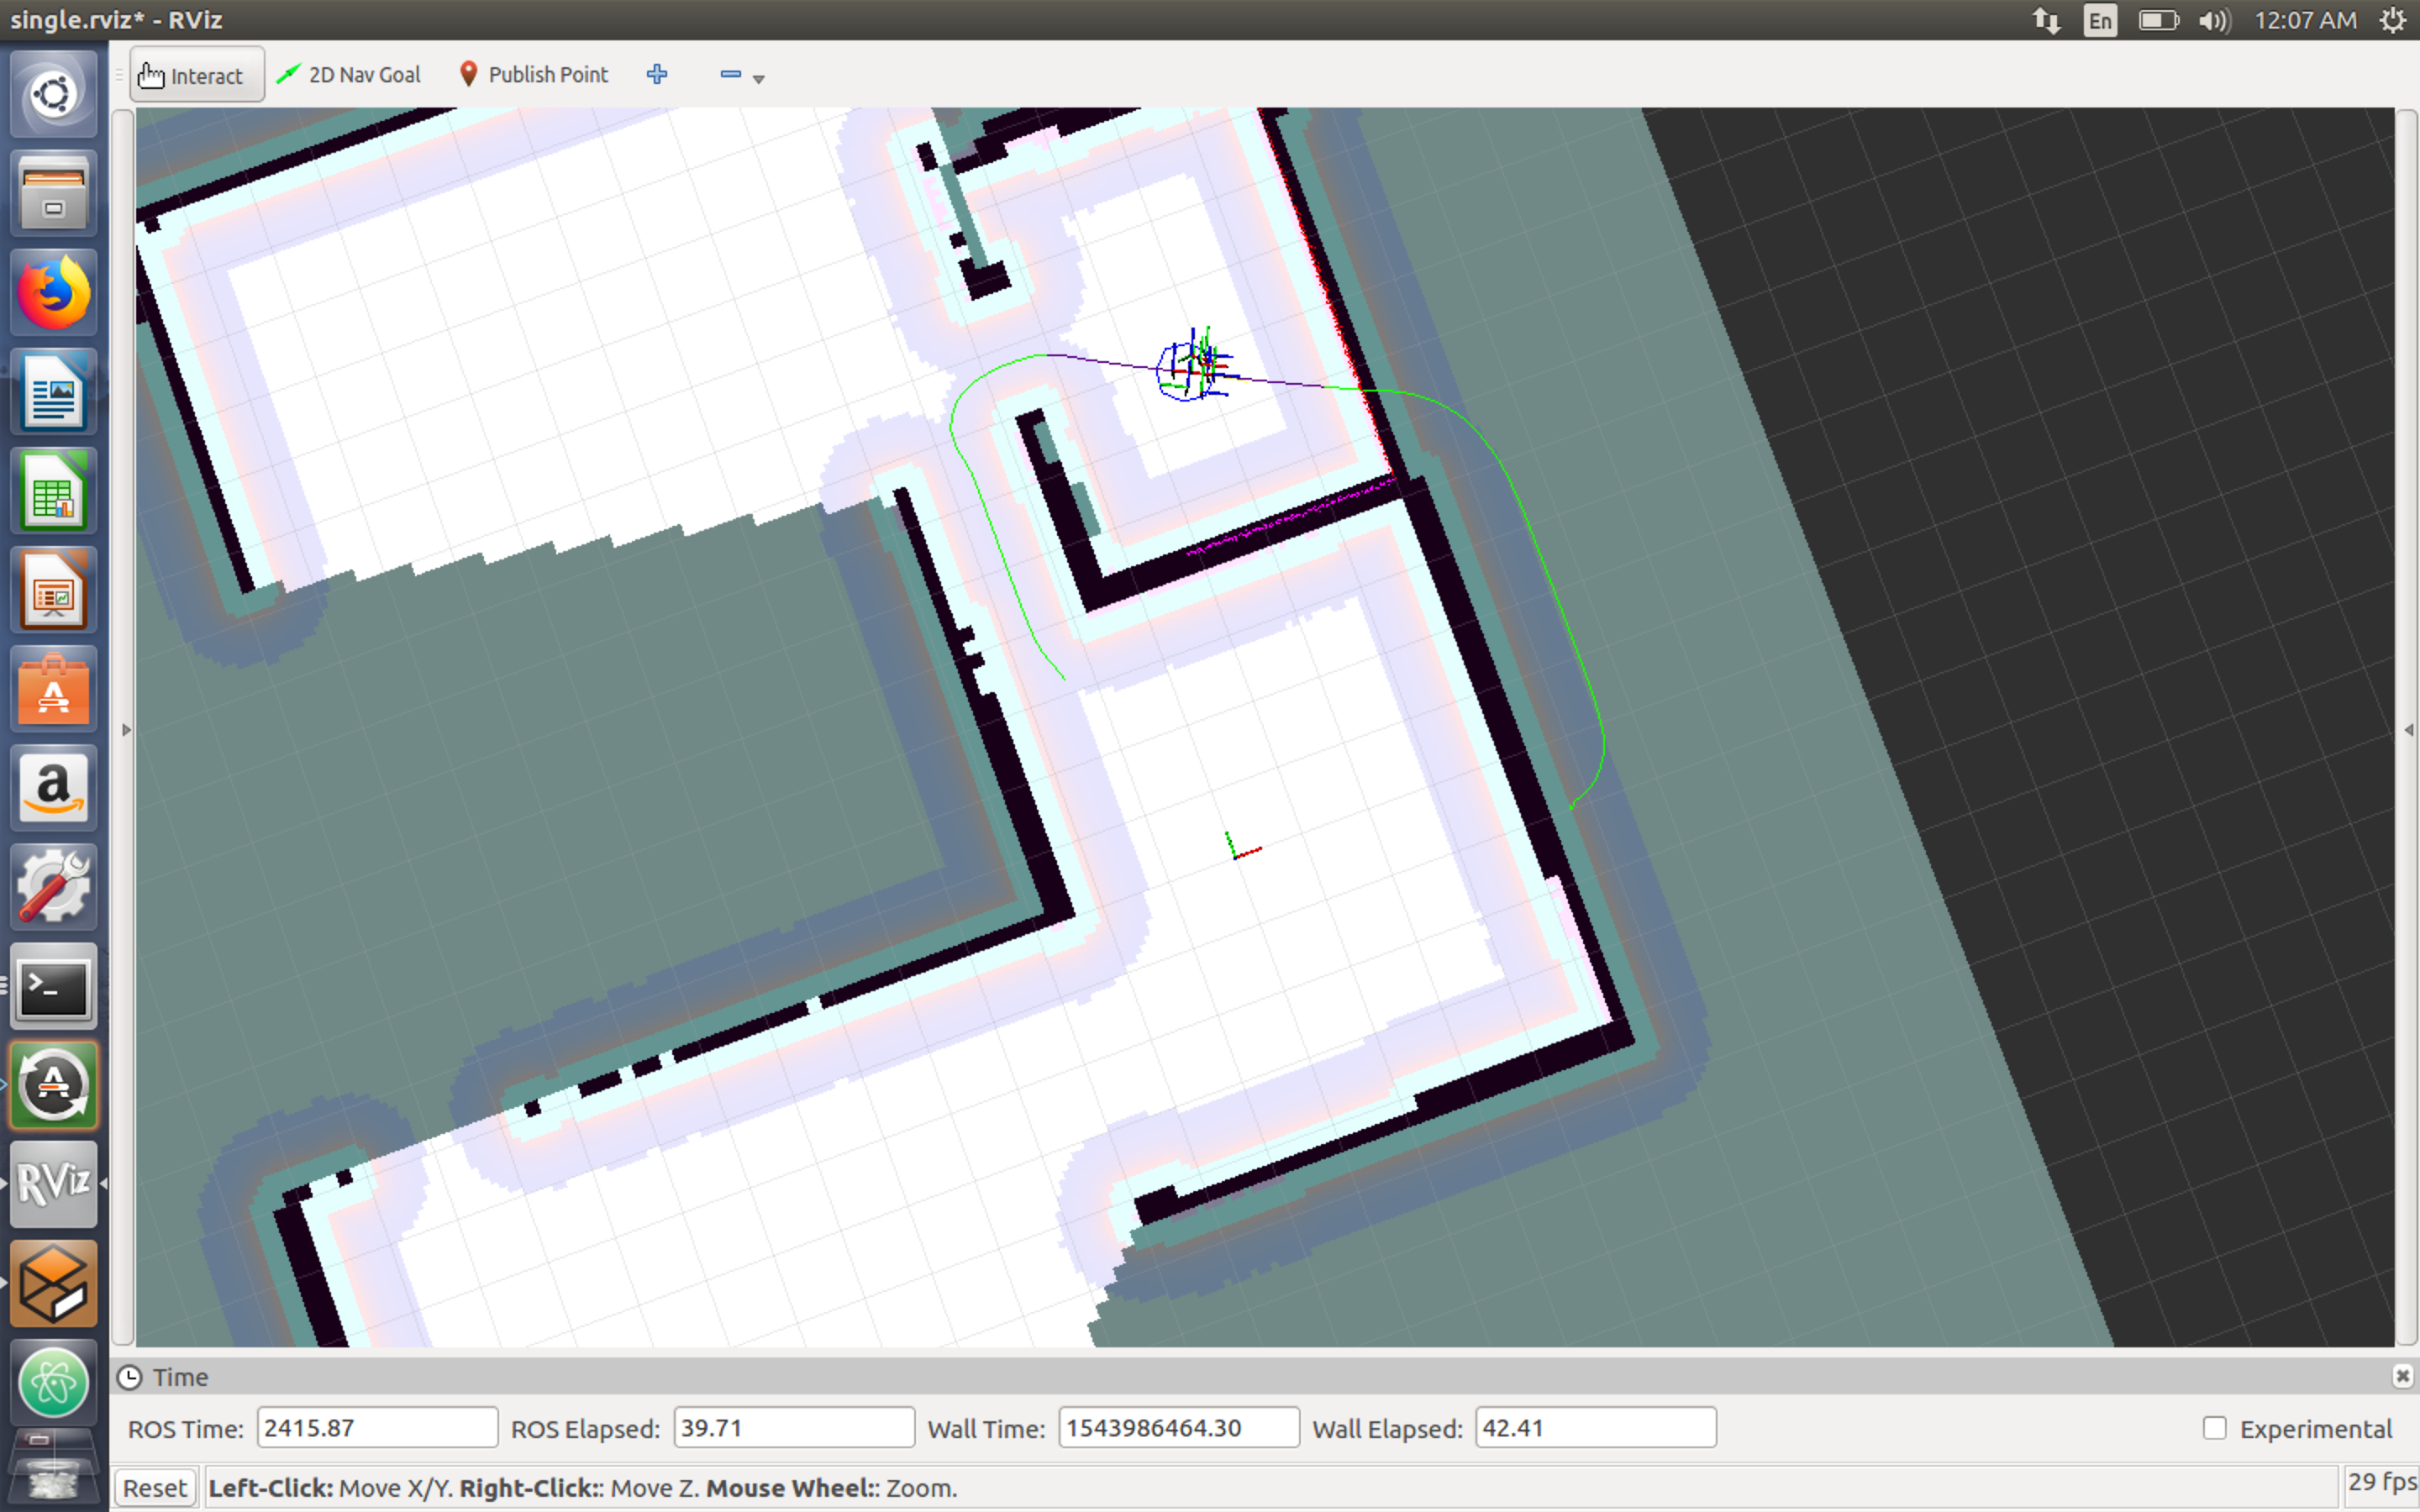 single.rviz* - RViz
En
12:07 AM
Interact
2D Nav Goal
Publish Point
a
>_
RViz
Time
ROS Time: 2415.87
ROS Elapsed: 39.71
Wall Time: 1543986464.30
Wall Elapsed: 42.41
Experimental
Reset
Left-Click: Move X/Y. Right-Click:: Move Z. Mouse Wheel:: Zoom.
29 fps